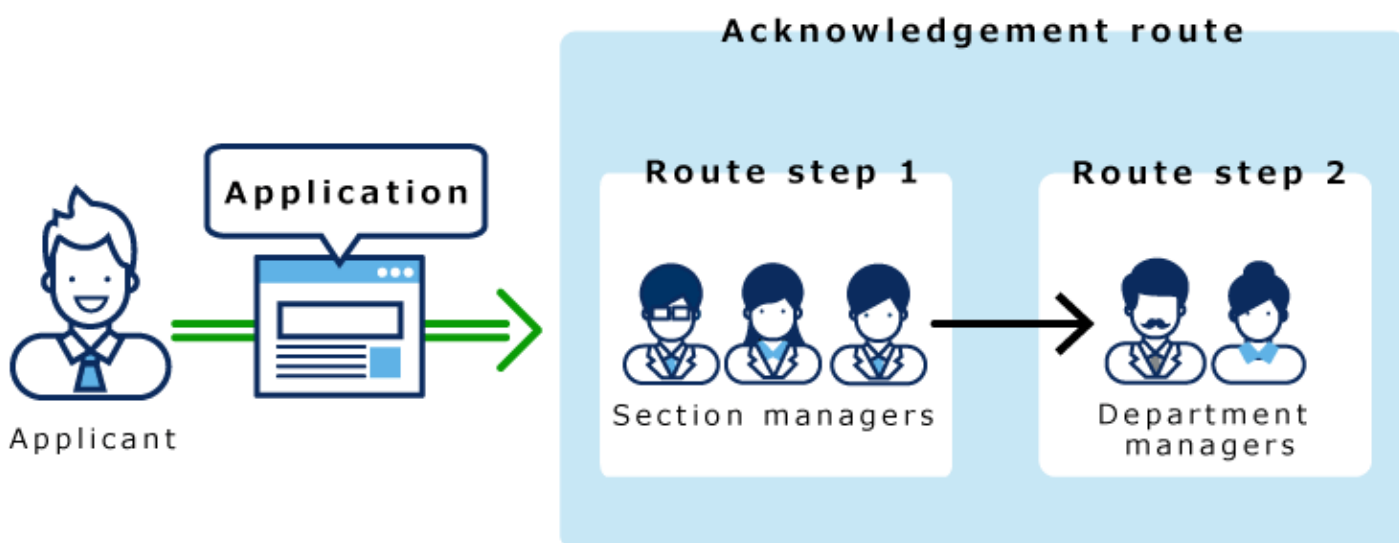 Acknowledgement route
Application
Route step 1
Route step 2
Applicant
Section managers
Department
managers